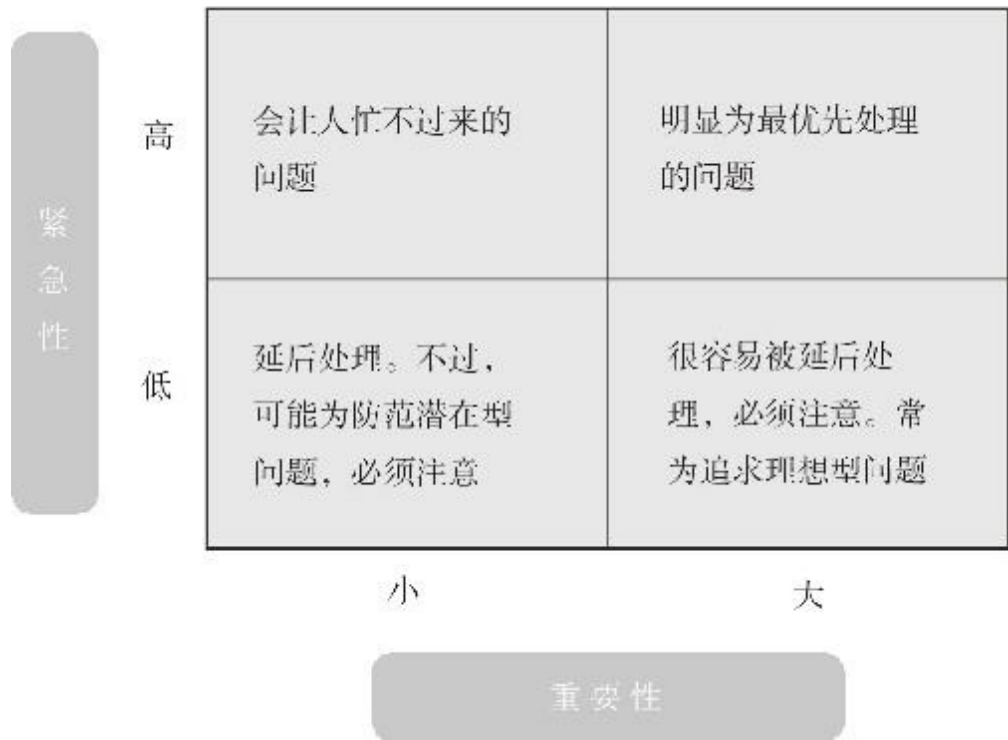 紧急性
高
会让人忙不过来的
问题
明显为最优先处理
的问题
低
延后处理。不过，
可能为防范潜在型
问题，必须注意
很容易被延后处
理，必须注意。常
为追求理想型问题
小
大
重要性